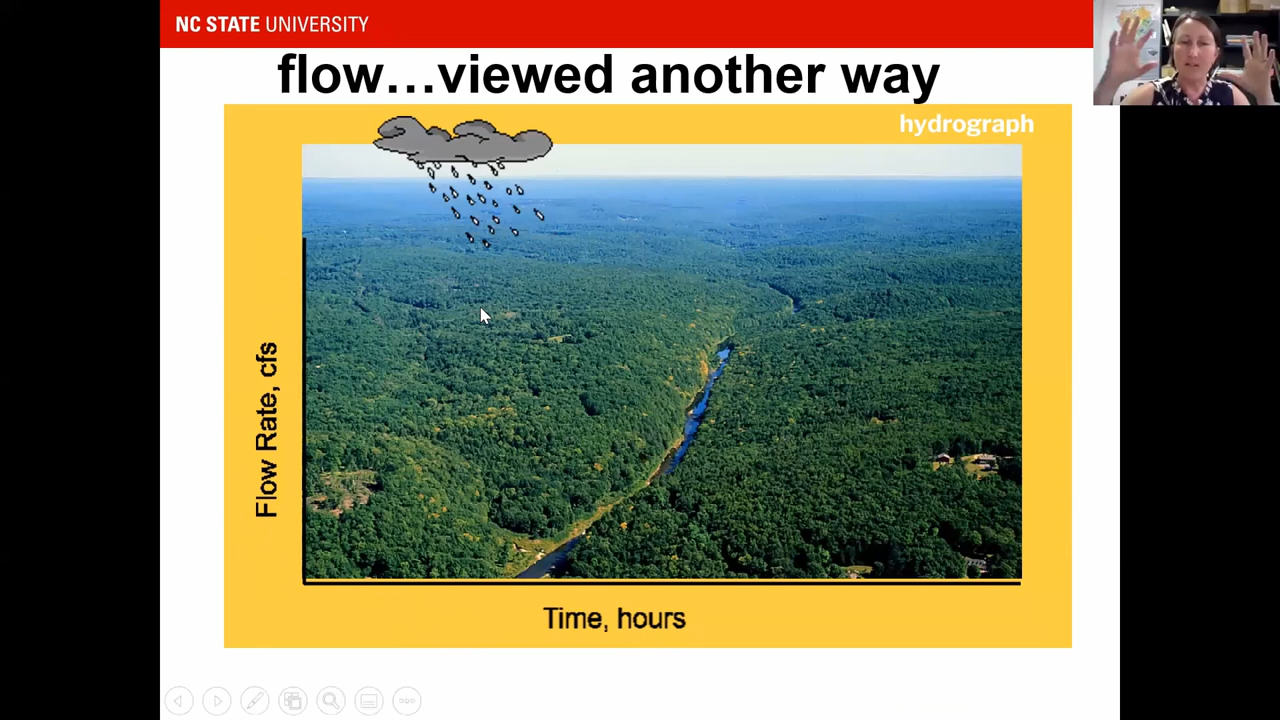 NC STATE UNIVERSITY
flow...viewed another way
hydrograph
Flow Rate, cfs
Time, hours